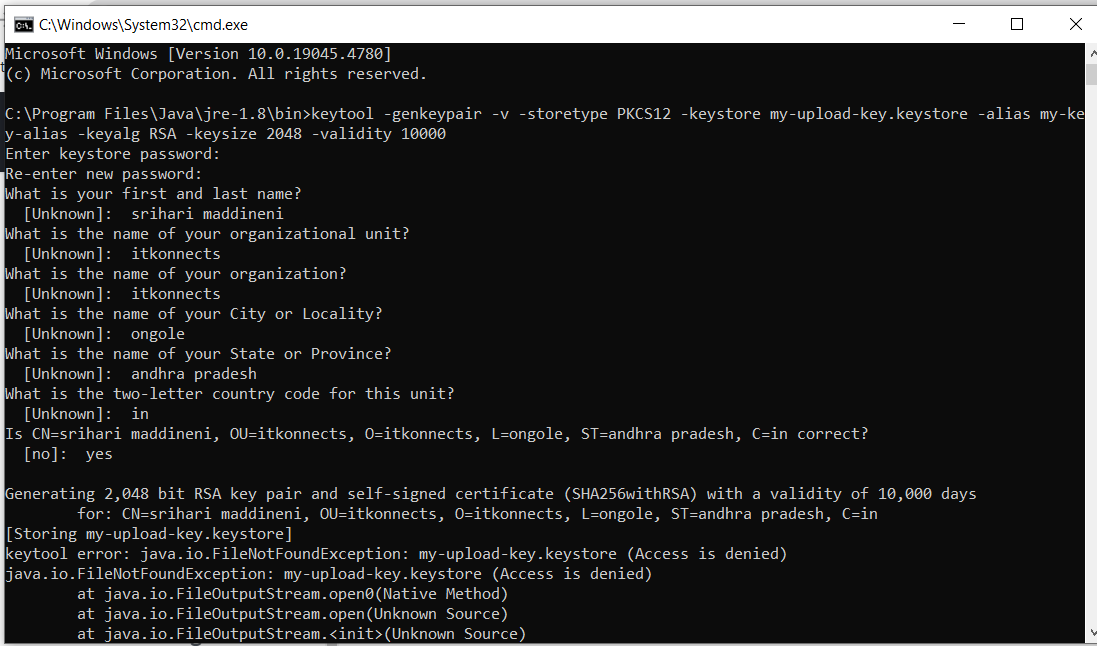 C:\Windows\System32\cmd.exe
Microsoft Windows [Version 10.0.19045.4780]
(c) Microsoft Corporation. All rights reserved.
C:\Program Files\Java\jre-1.8\bin>keytool -genkeypair -v -storetype PKCS12 -keystore my-upload-key.keystore -alias my-ke
y-alias -keyalg RSA -keysize 2048 -validity 10000
Enter keystore password:
Re-enter new password:
What is your first and last name?
  [Unknown]:  srihari maddineni
What is the name of your organizational unit?
  [Unknown]:  itkonnects
What is the name of your organization?
  [Unknown]:  itkonnects
What is the name of your City or Locality?
  [Unknown]:  ongole
What is the name of your State or Province?
  [Unknown]:  andhra pradesh
What is the two-letter country code for this unit?
  [Unknown]:  in
Is CN=srihari maddineni, OU=itkonnects, O=itkonnects, L=ongole, ST=andhra pradesh, C=in correct?
  [no]:  yes
Generating 2,048 bit RSA key pair and self-signed certificate (SHA256withRSA) with a validity of 10,000 days
        for: CN=srihari maddineni, OU=itkonnects, O=itkonnects, L=ongole, ST=andhra pradesh, C=in
[Storing my-upload-key.keystore]
keytool error: java.io.FileNotFoundException: my-upload-key.keystore (Access is denied)
java.io.FileNotFoundException: my-upload-key.keystore (Access is denied)
        at java.io.FileOutputStream.open0(Native Method)
        at java.io.FileOutputStream.open(Unknown Source)
        at java.io.FileOutputStream.<init>(Unknown Source)